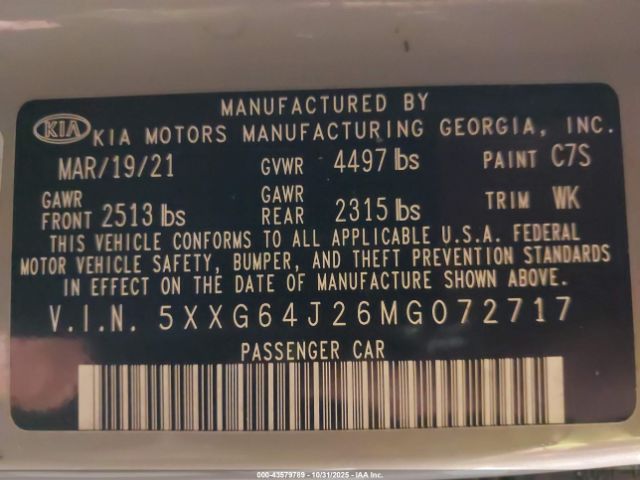 MANUFACTURED BY
KIA KIA MOTORS MANUFACTURING GEORGIA, INC.
MAR/19/21 GVWR 4497 lbs PAINT C7S
GAWR FRONT 2513 lbs GAWR REAR 2315 lbs TRIM WK
THIS VEHICLE CONFORMS TO ALL APPLICABLE U.S.A. FEDERAL
MOTOR VEHICLE SAFETY, BUMPER, AND THEFT PREVENTION STANDARDS
IN EFFECT ON THE DATE OF MANUFACTURE SHOWN ABOVE.
V.I.N. 5XXG64J26MG072717
PASSENGER CAR
000-43579789 - 10/31/2025 - IAA Inc.